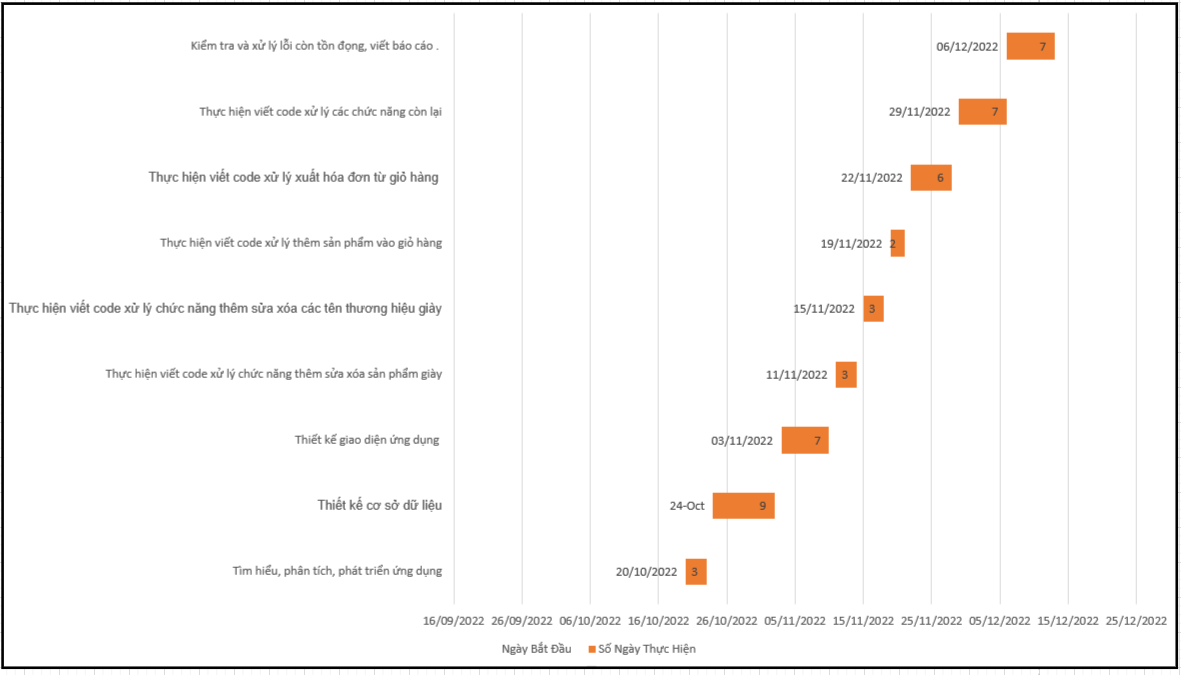 Kiểm tra và xử lý lỗi còn tồn đọng, viết báo cáo . 06/12/2022 7
Thực hiện viết code xử lý các chức năng còn lại 29/11/2022 7
Thực hiện viết code xử lý xuất hóa đơn từ giỏ hàng 22/11/2022 6
Thực hiện viết code xử lý thêm sản phẩm vào giỏ hàng 19/11/2022 2
Thực hiện viết code xử lý chức năng thêm sửa xóa các tên thương hiệu giày 15/11/2022 3
Thực hiện viết code xử lý chức năng thêm sửa xóa sản phẩm giày 11/11/2022 3
Thiết kế giao diện ứng dụng 03/11/2022 7
Thiết kế cơ sở dữ liệu 24-Oct 9
Tìm hiểu, phân tích, phát triển ứng dụng 20/10/2022 3
16/09/2022 26/09/2022 06/10/2022 16/10/2022 26/10/2022 05/11/2022 15/11/2022 25/11/2022 05/12/2022 15/12/2022 25/12/2022
Ngày Bắt Đầu Số Ngày Thực Hiện